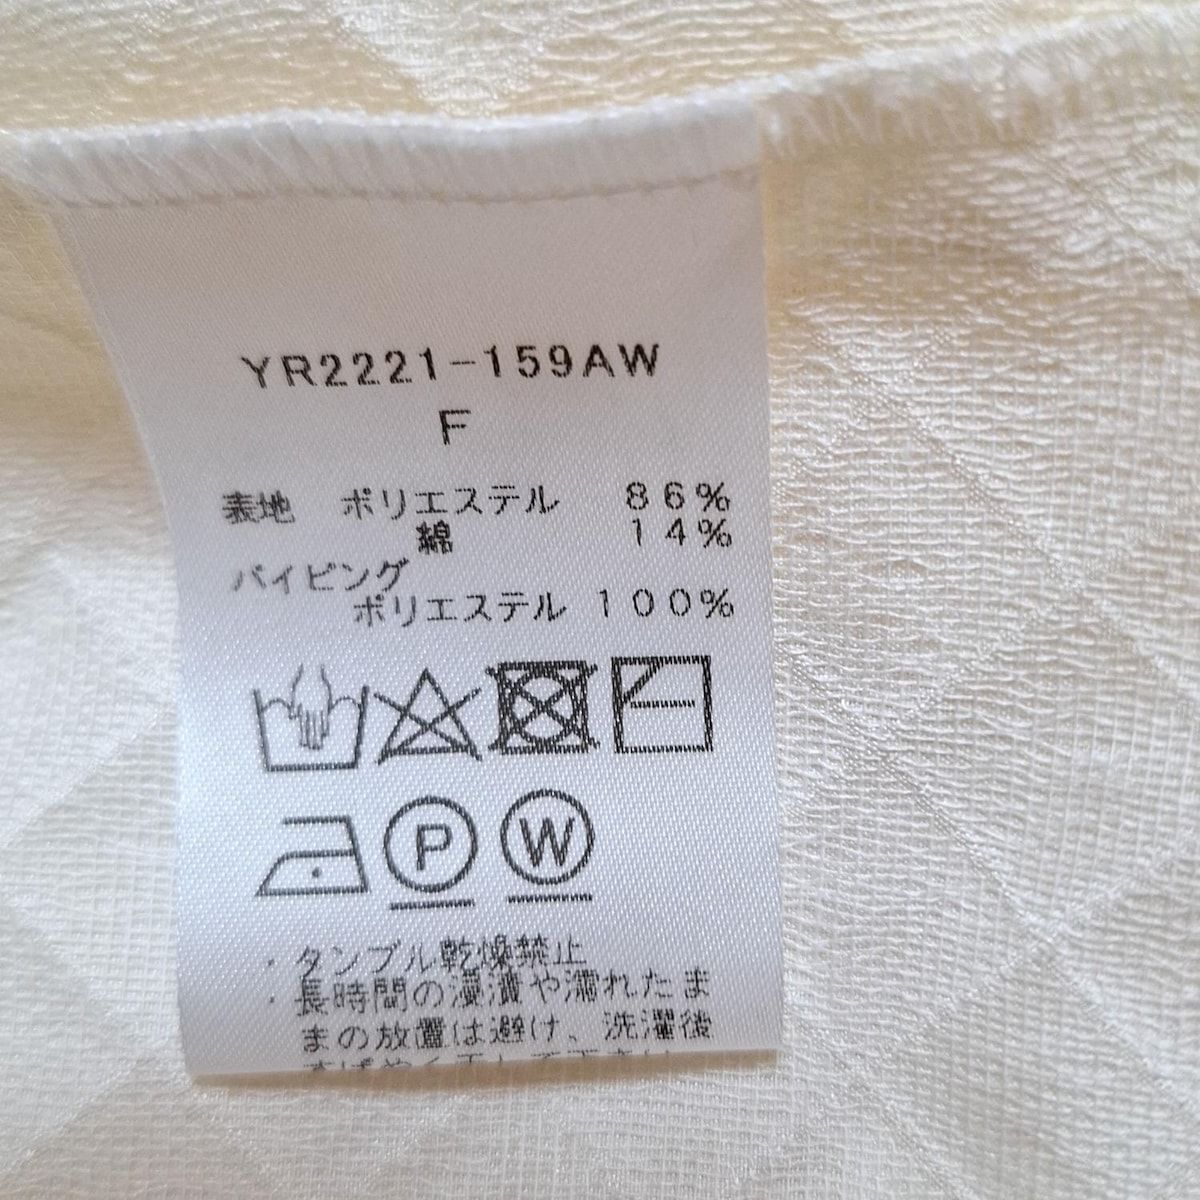 YR2221-159AW
F
表地 ポリエステル 86%
綿 14%
パイピング
ポリエステル 100%
P W
・タンブル乾燥禁止
・長時間の浸漬や濡れたま
まの放置は避け、洗濯後